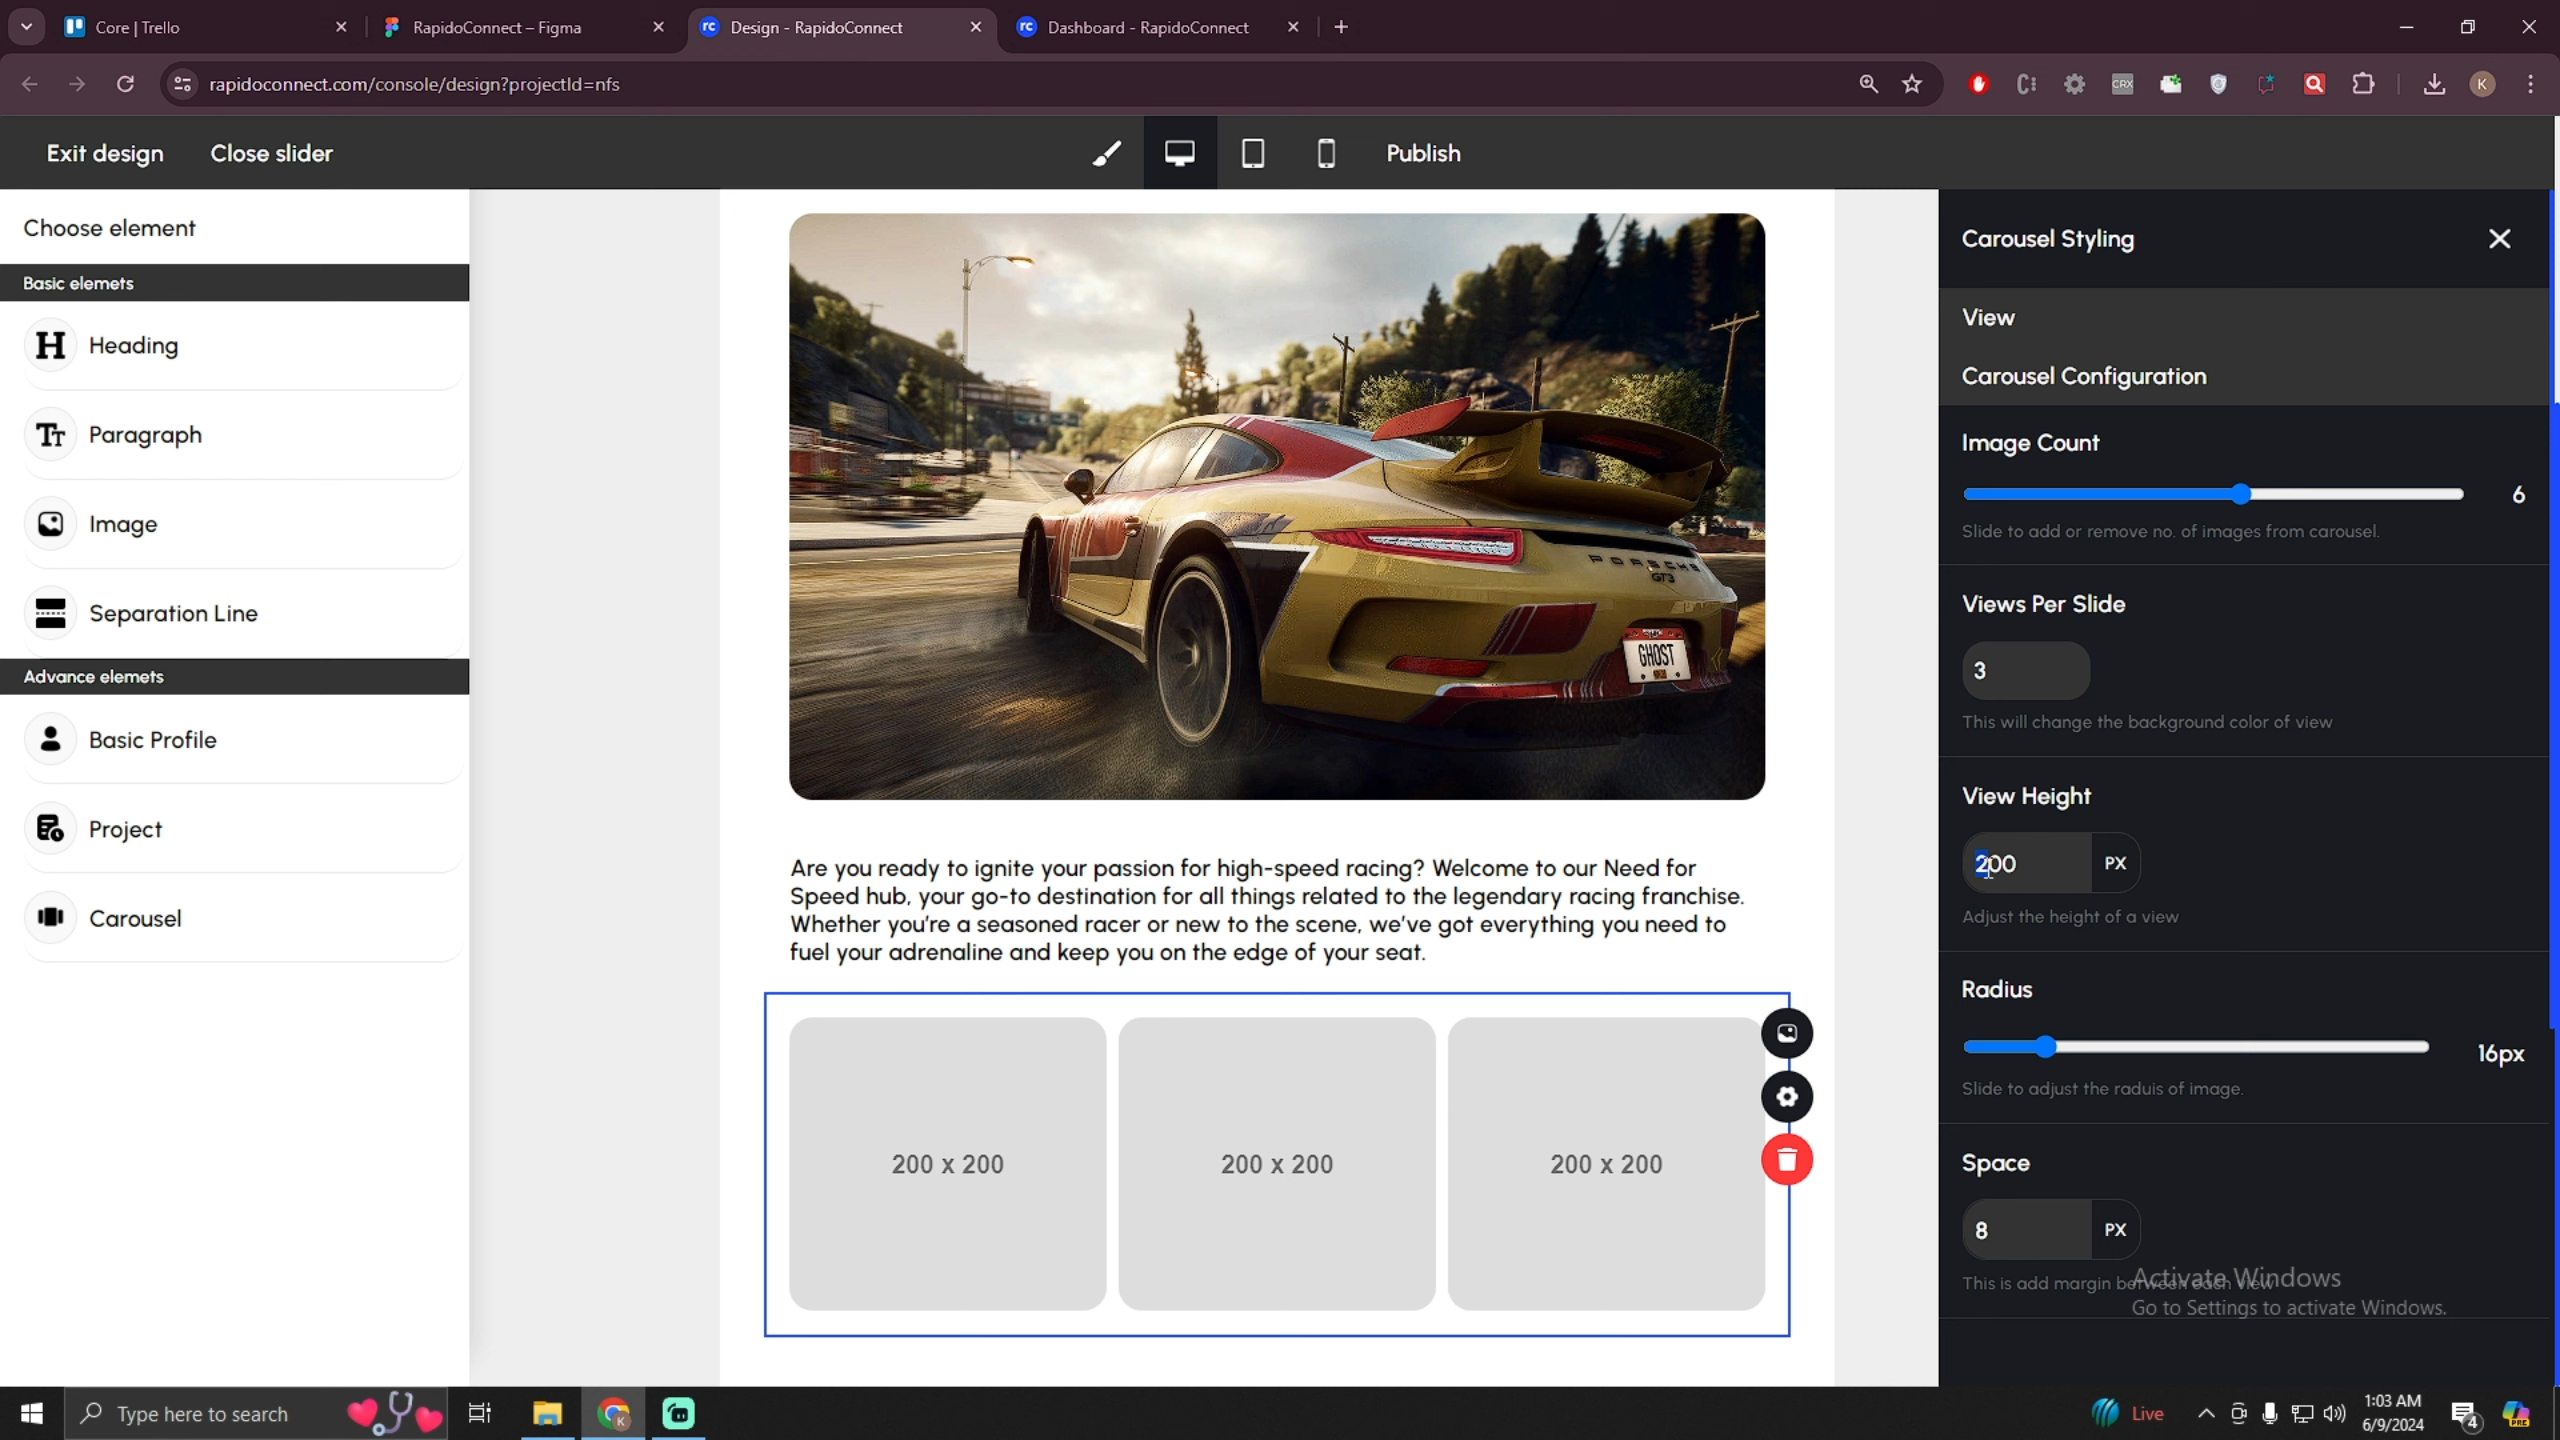 Core | Trello
RapidoConnect – Figma
Design - RapidoConnect
Dashboard - RapidoConnect
rapidoconnect.com/console/design?projectId=nfs
CRX
K
Exit design
Close slider
Publish
Choose element
Basic elemets
Heading
Paragraph
Image
Separation Line
Advance elemets
Basic Profile
Project
Carousel
PORSCHE
GT3
GHOST
Are you ready to ignite your passion for high-speed racing? Welcome to our Need for
Speed hub, your go-to destination for all things related to the legendary racing franchise.
Whether you're a seasoned racer or new to the scene, we've got everything you need to
fuel your adrenaline and keep you on the edge of your seat.
200 x 200
200 x 200
200 x 200
Carousel Styling
View
Carousel Configuration
Image Count
6
Slide to add or remove no. of images from carousel.
Views Per Slide
3
This will change the background color of view
View Height
200
PX
Adjust the height of a view
Radius
16px
Slide to adjust the raduis of image.
Space
8
PX
This is add margin between each view
Activate Windows
Go to Settings to activate Windows.
Type here to search
Live
1:03 AM
6/9/2024
4